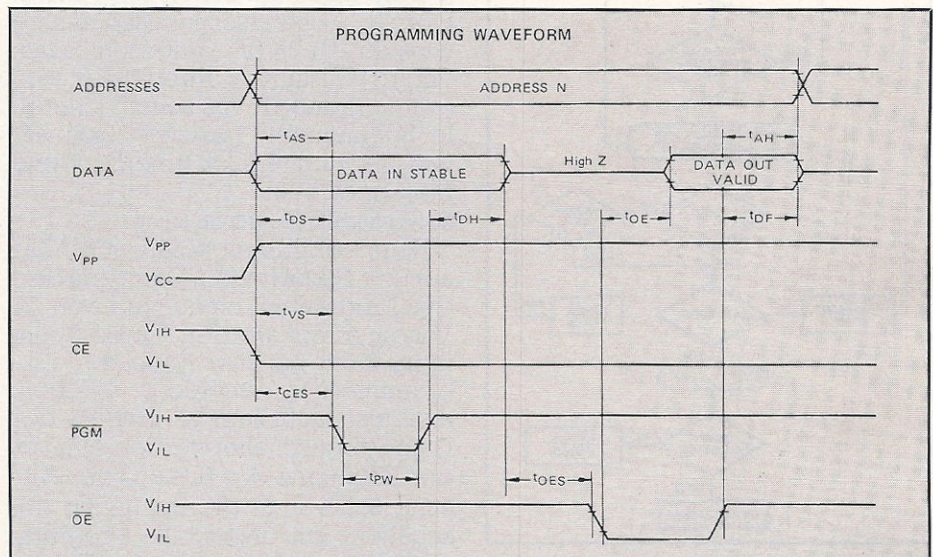 PROGRAMMING WAVEFORM
ADDRESSES
ADDRESS N
tAS
tAH
DATA
DATA IN STABLE
High Z
DATA OUT
VALID
tDS
tDH
tOE
tDF
VPP
VPP
VCC
tVS
CE
VIH
VIL
tCES
PGM
VIH
VIL
tPW
tOES
OE
VIH
VIL